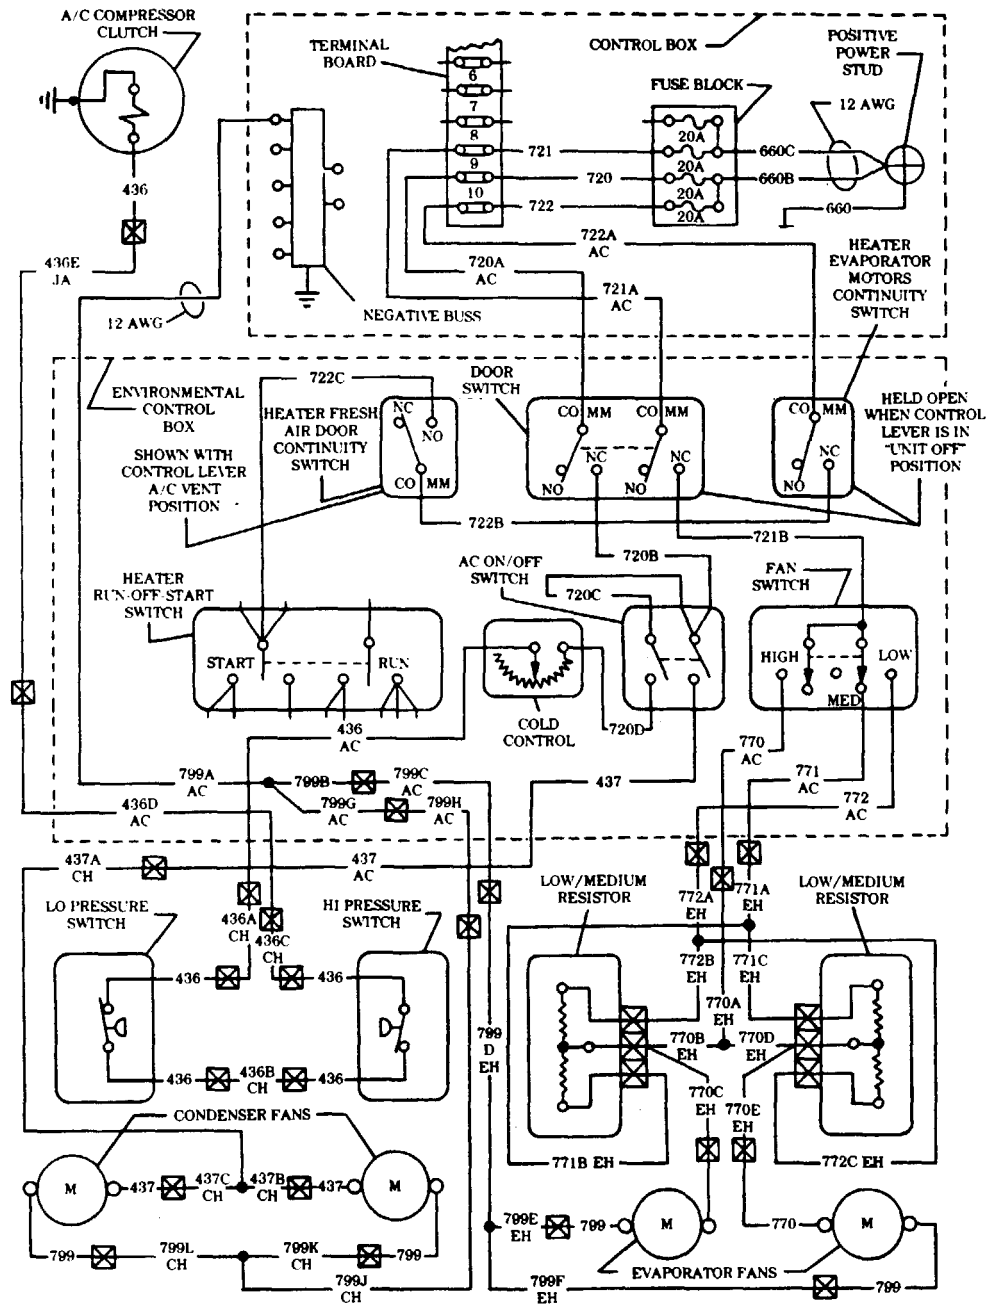 A/C COMPRESSOR
CLUTCH
TERMINAL
BOARD
CONTROL BOX
POSITIVE
POWER
STUD
FUSE BLOCK
12 AWG
6
7
8
9
10
20A
20A
20A
20A
721
720
722
660C
660B
660
436
436E
JA
12 AWG
NEGATIVE BUSS
722A
AC
720A
AC
721A
AC
HEATER
EVAPORATOR
MOTORS
CONTINUITY
SWITCH
ENVIRONMENTAL
CONTROL
BOX
722C
DOOR
SWITCH
HEATER FRESH
AIR DOOR
CONTINUITY
SWITCH
NC
NO
CO MM
CO MM
CO MM
NC
NO
NC
NO
CO MM
NC
NO
HELD OPEN
WHEN CONTROL
LEVER IS IN
"UNIT OFF"
POSITION
SHOWN WITH
CONTROL LEVER
A/C VENT
POSITION
722B
721B
720B
HEATER
RUN-OFF-START
SWITCH
AC ON/OFF
SWITCH
720C
FAN
SWITCH
START
RUN
HIGH
LOW
MED
COLD
CONTROL
720D
436
AC
770
AC
771
AC
772
AC
799A
AC
799B
799C
AC
437
436D
AC
799G
AC
799H
AC
437A
CH
437
AC
LO PRESSURE
SWITCH
436A
CH
436C
CH
HI PRESSURE
SWITCH
LOW/MEDIUM
RESISTOR
772A
EH
771A
EH
LOW/MEDIUM
RESISTOR
436
436
772B
EH
771C
EH
770A
EH
799
D
EH
770B
EH
770D
EH
436
436B
CH
436
770C
EH
770E
EH
CONDENSER FANS
771B EH
772C EH
M
437
437C
CH
437B
CH
437
M
799E
EH
799
M
770
M
799
799L
CH
799K
CH
799
799J
CH
EVAPORATOR FANS
799F
EH
799